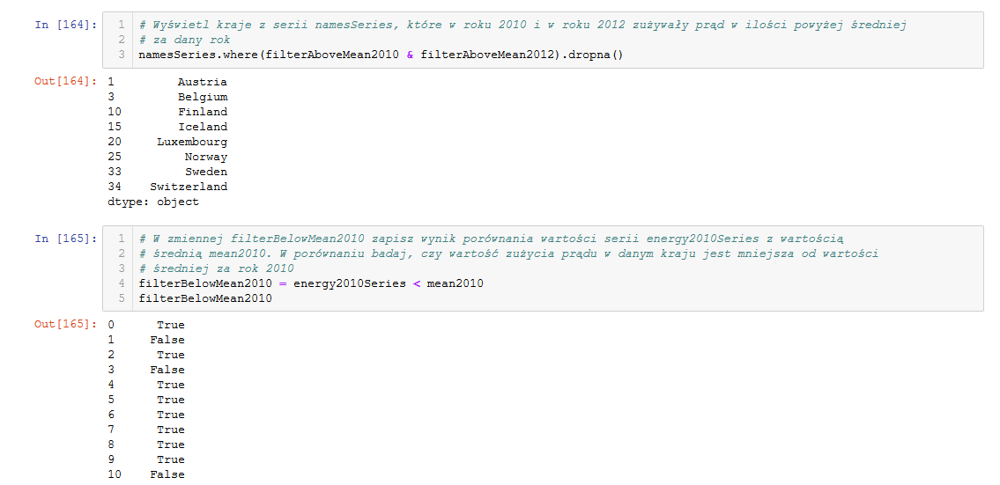 In [164]:
1 # Wyświetl kraje z serii namesSeries, które w roku 2010 i w roku 2012 zużywały prąd w ilości powyżej średniej
2 # za dany rok
3 namesSeries.where(filterAboveMean2010 & filterAboveMean2012).dropna()
Out[164]:
1 Austria
3 Belgium
10 Finland
15 Iceland
20 Luxembourg
25 Norway
33 Sweden
34 Switzerland
dtype: object
In [165]:
1 # W zmiennej filterBelowMean2010 zapisz wynik porównania wartości serii energy2010Series z wartością
2 # średnią mean2010. W porównaniu badaj, czy wartość zużycia prądu w danym kraju jest mniejsza od wartości
3 # średniej za rok 2010
4 filterBelowMean2010 = energy2010Series < mean2010
5 filterBelowMean2010
Out[165]:
0 True
1 False
2 True
3 False
4 True
5 True
6 True
7 True
8 True
9 True
10 False